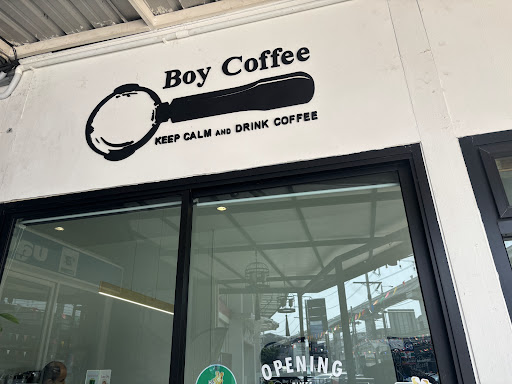 Boy Coffee
KEEP CALM AND DRINK COFFEE
OPENING